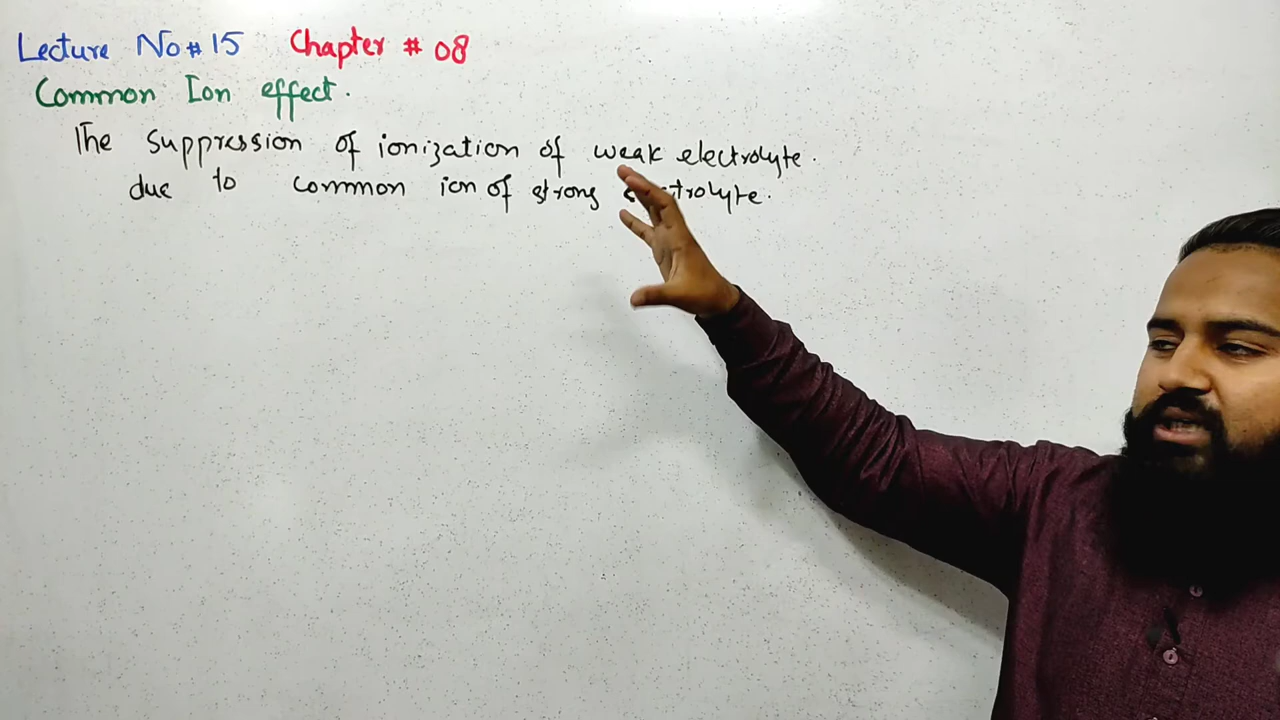 Lecture No # 15 Chapter # 08
Common Ion effect.
The suppression of ionization of weak electrolyte.
due to common ion of strong electrolyte.